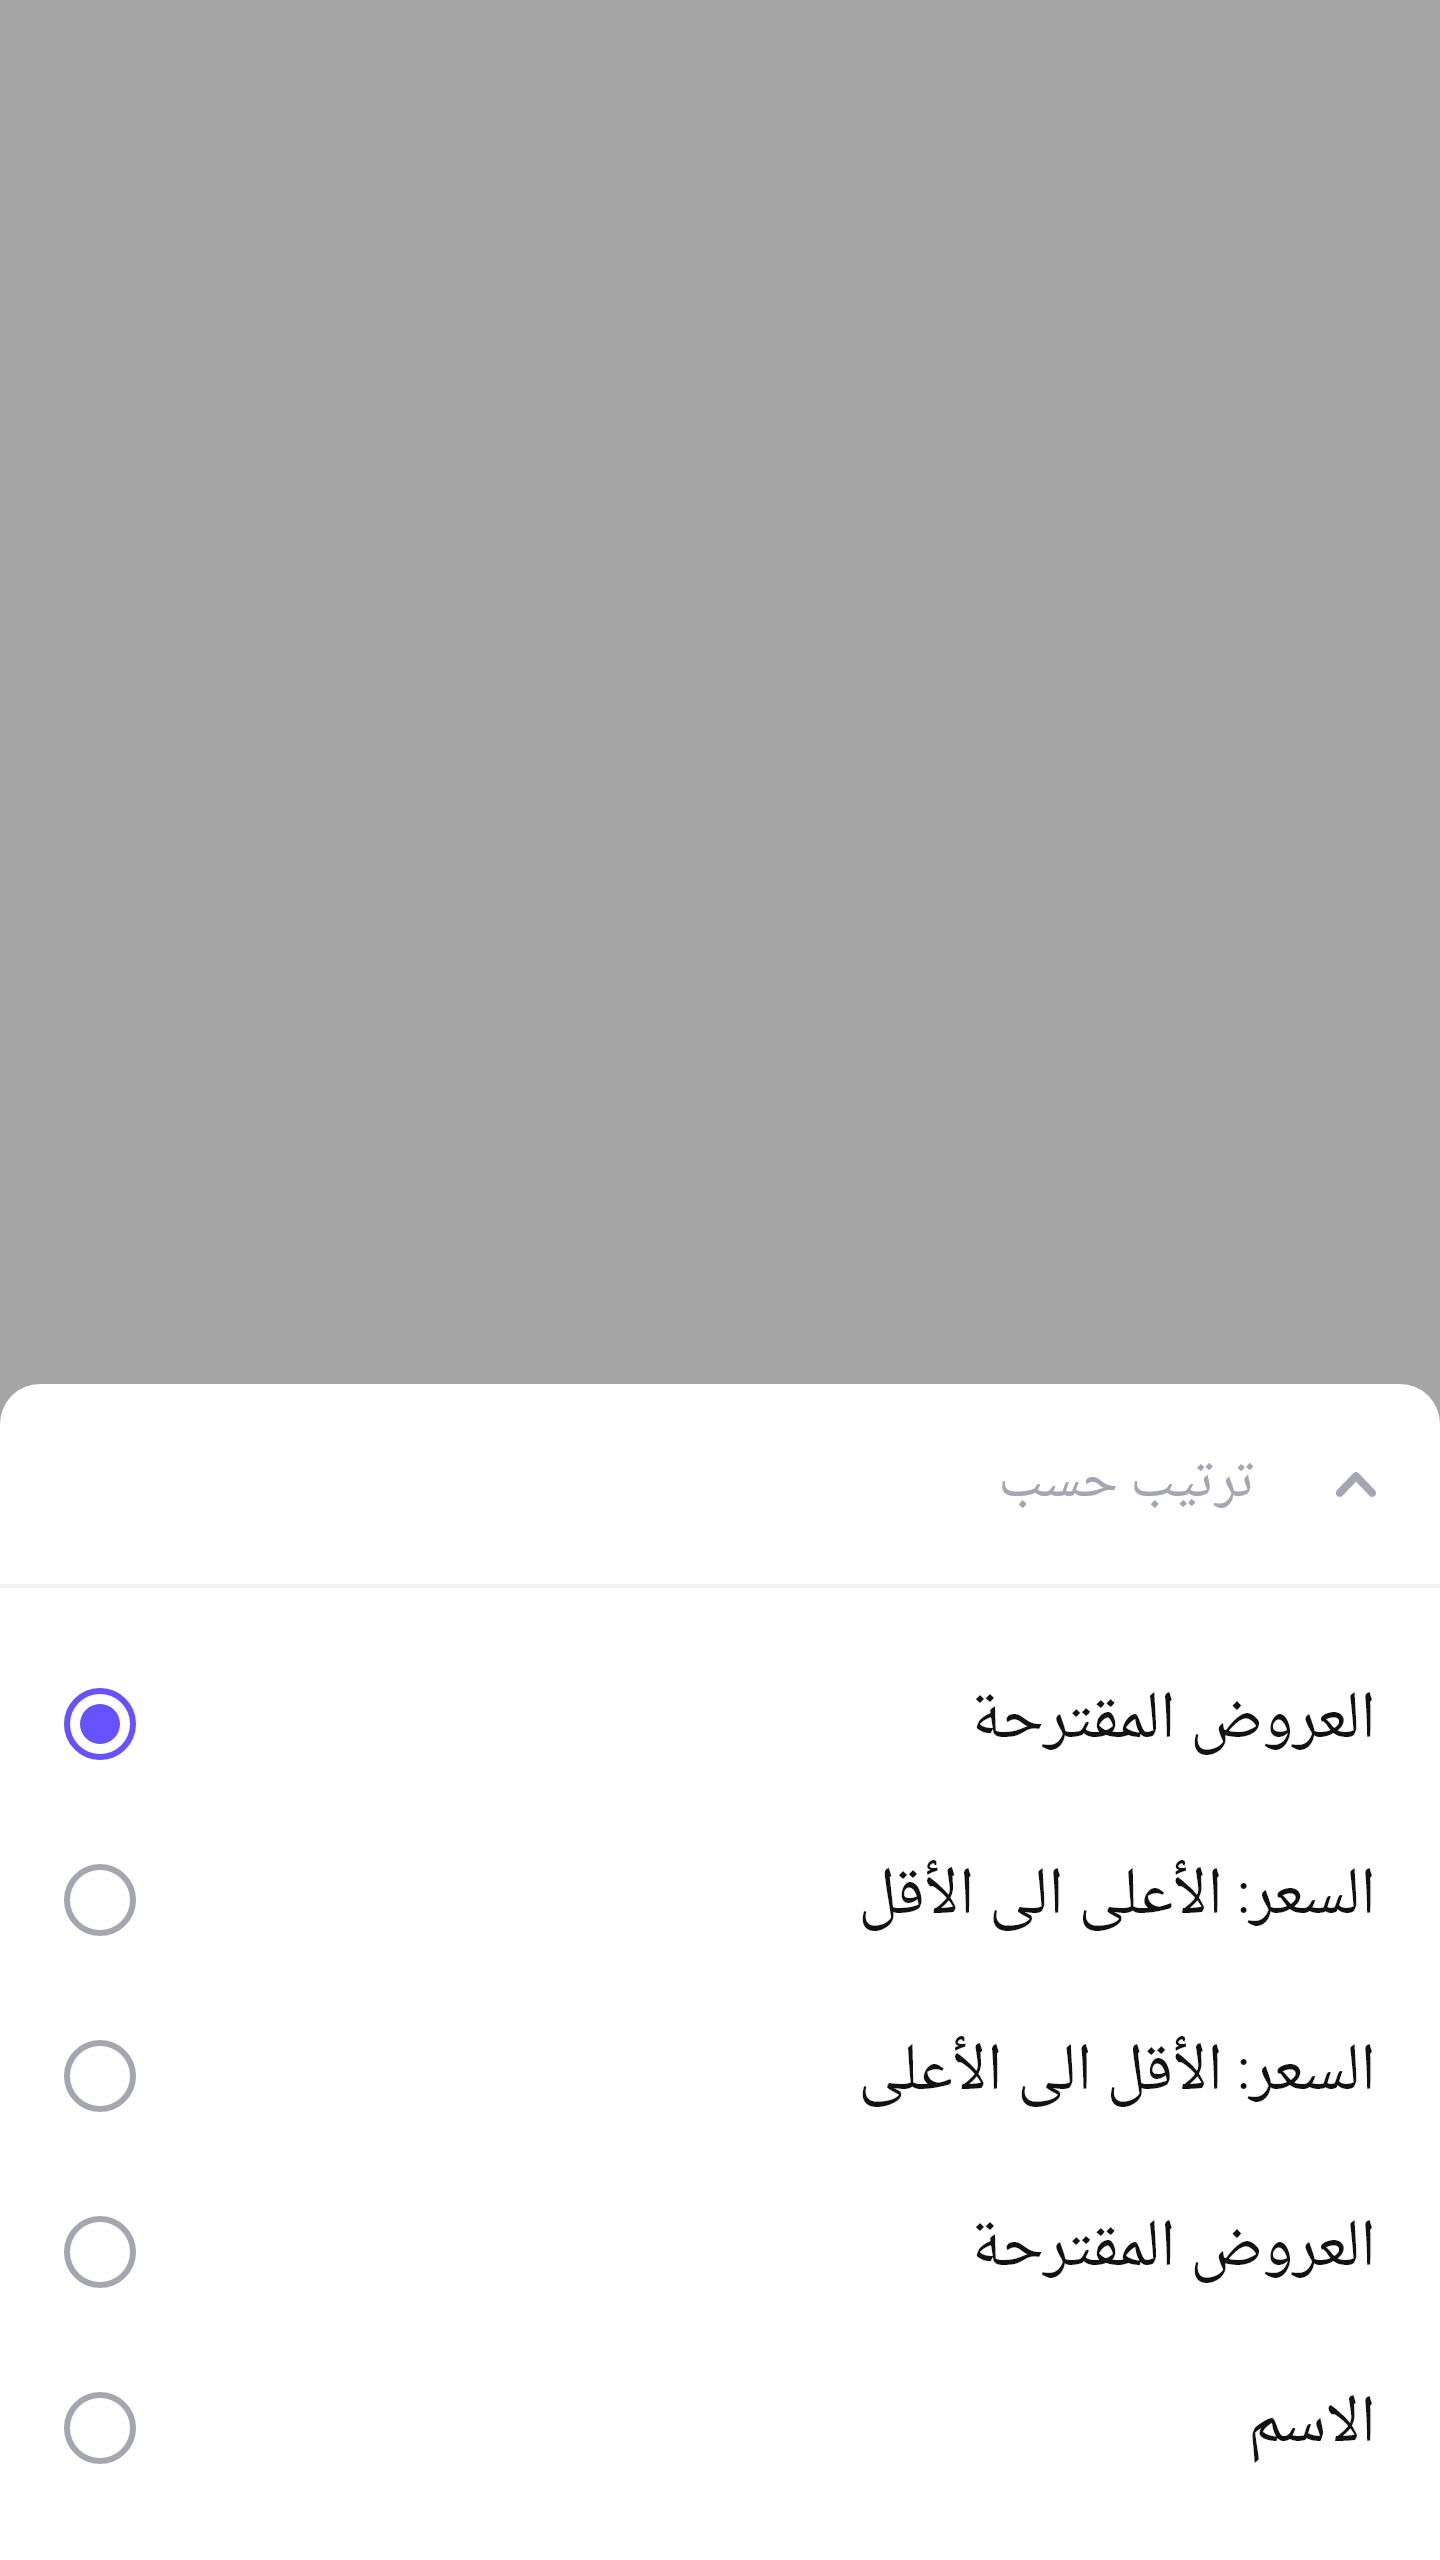 ترتيب حسب
العروض المقترحة
السعر: الأعلى الى الأقل
السعر: الأقل الى الأعلى
العروض المقترحة
الاسم